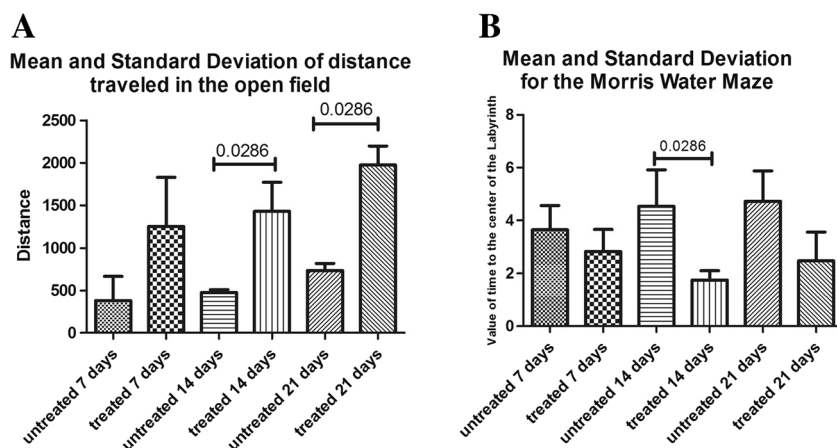 A
Mean and Standard Deviation of distance
traveled in the open field
Distance
2500
2000
1500
1000
500
0
0.0286
0.0286
untreated 7 days
treated 7 days
untreated 14 days
treated 14 days
untreated 21 days
treated 21 days
B
Mean and Standard Deviation
for the Morris Water Maze
Value of time to the center of the Labyrinth
8
6
4
2
0
0.0286
untreated 7 days
treated 7 days
untreated 14 days
treated 14 days
untreated 21 days
treated 21 days